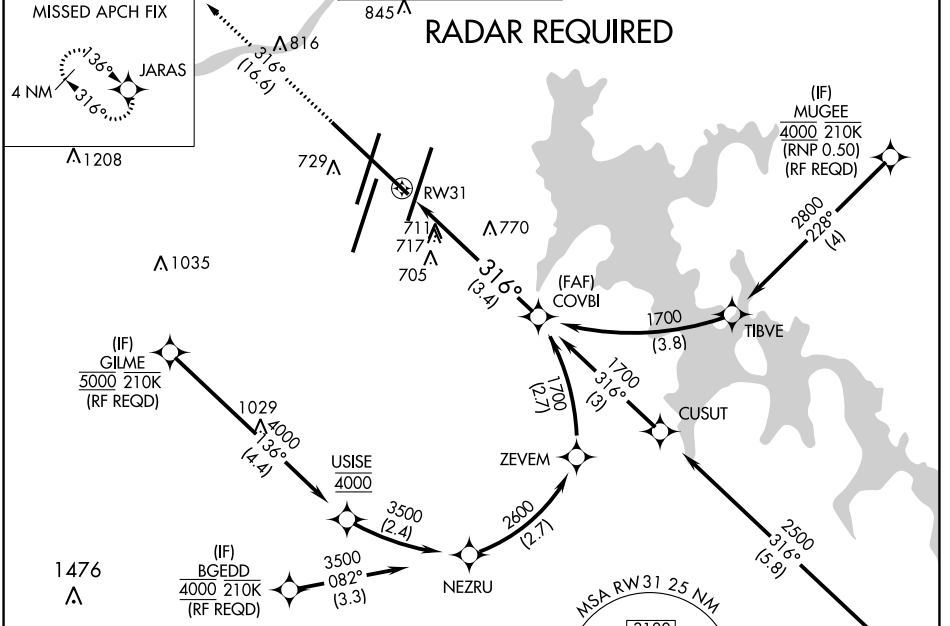 MISSED APCH FIX
136°
JARAS
4 NM
316°
845
RADAR REQUIRED
816
316°
(16.6)
(IF)
MUGEE
4000 210K
(RNP 0.50)
(RF REQD)
1208
729
RW31
711
717
705
770
2800
228°
(4)
1035
316°
(3.4)
(FAF)
COVBI
1700
(3.8)
TIBVE
(IF)
GILME
5000 210K
(RF REQD)
1029
4000
136°
(4.4)
1700
(2.7)
1700
316°
(3)
CUSUT
USISE
4000
ZEVEM
3500
(2.4)
2600
(2.7)
2500
316°
(5.8)
1476
(IF)
BGEDD
4000 210K
(RF REQD)
3500
082°
(3.3)
NEZRU
MSA RW31 25 NM